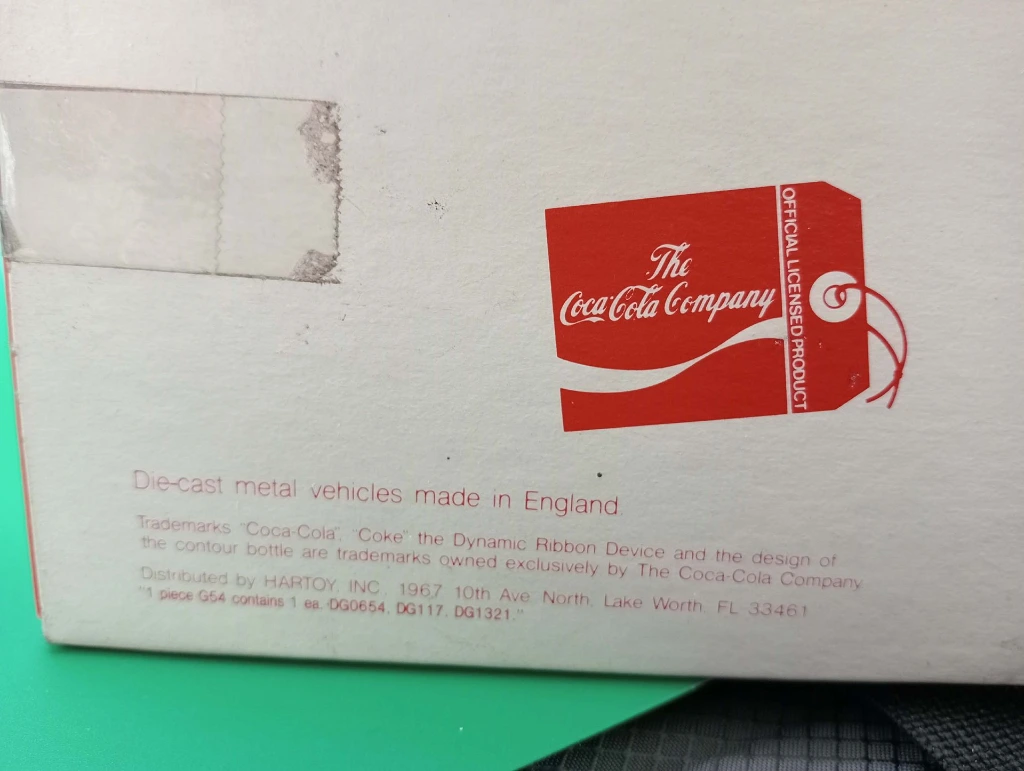 The
Coca-Cola Company
OFFICIAL LICENSED PRODUCT
Die-cast metal vehicles made in England.
Trademarks "Coca-Cola", "Coke" the Dynamic Ribbon Device and the design of
the contour bottle are trademarks owned exclusively by The Coca-Cola Company
Distributed by HARTOY, INC. 1967 10th Ave. North, Lake Worth, FL 33461
"1 piece G54 contains 1 ea. DG0654, DG117, DG1321."